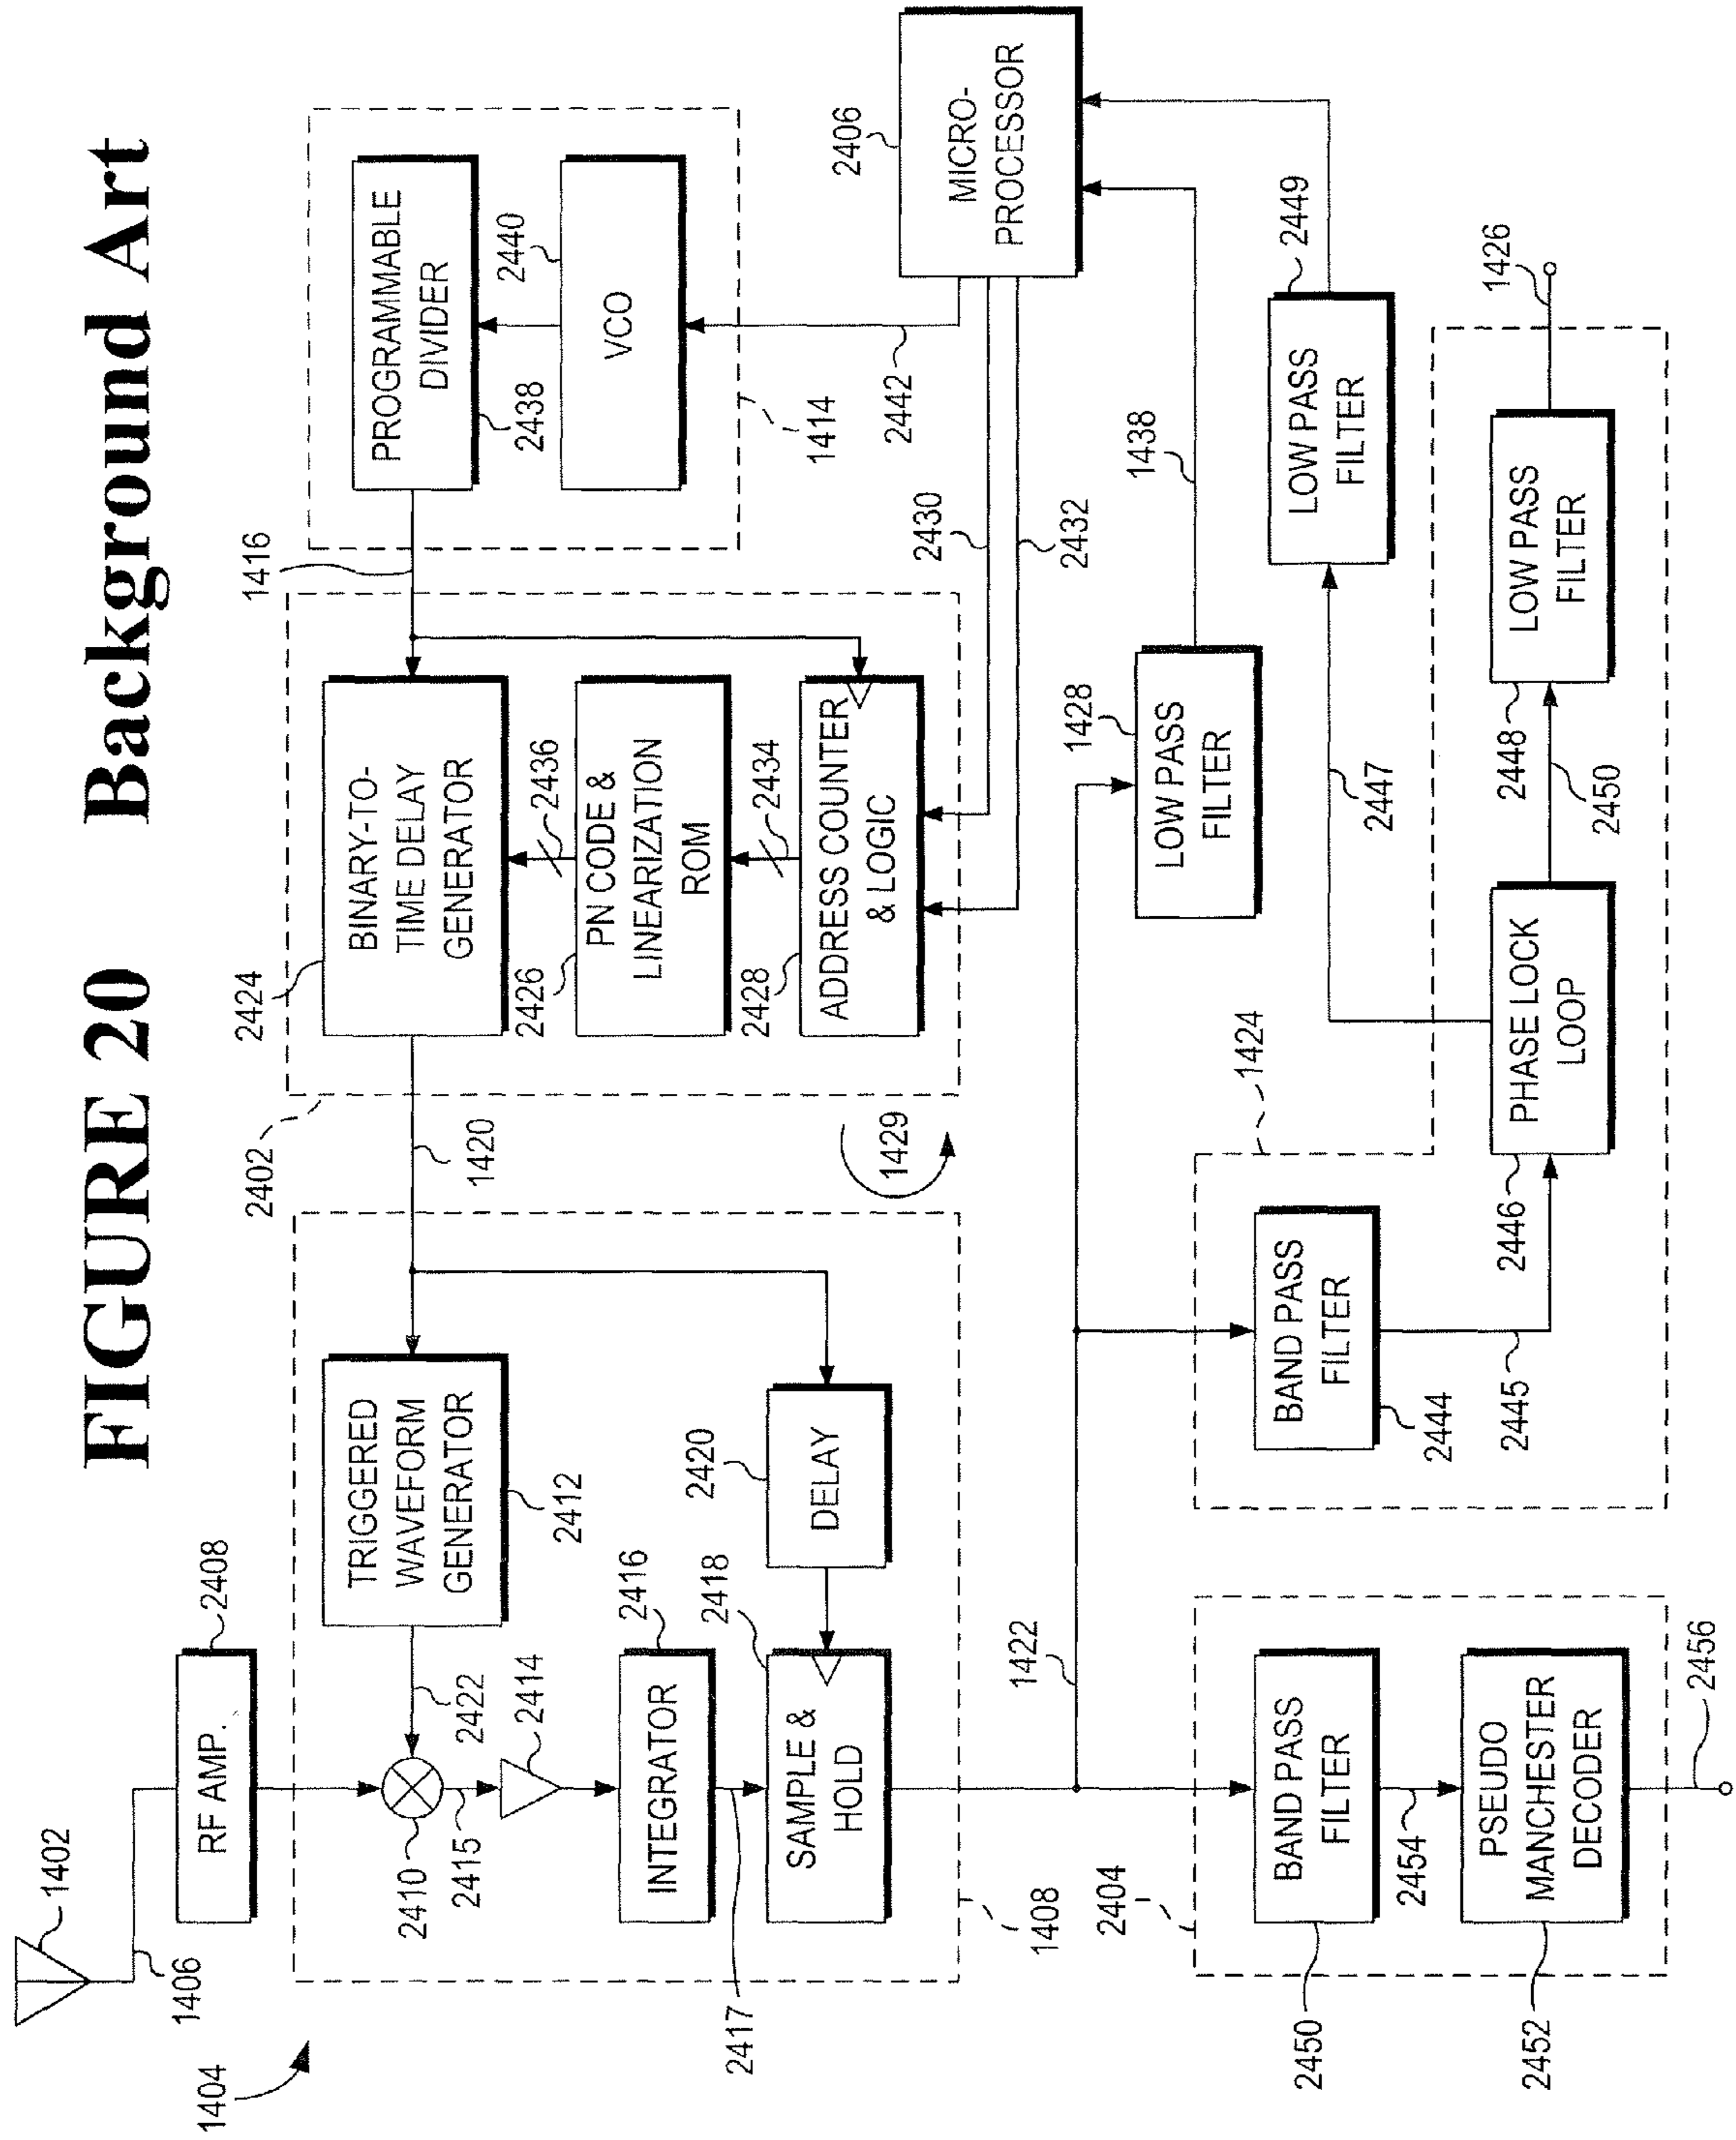 FIGURE 20 Background Art
1402
1406
1404
RF AMP.
2408
2410
2415
2422
2414
TRIGGERED
WAVEFORM
GENERATOR
2412
INTEGRATOR
2416
2417
SAMPLE &
HOLD
2418
DELAY
2420
1408
1420
2402
1429
2424
BINARY-TO-
TIME DELAY
GENERATOR
2436
2426
PN CODE &
LINEARIZATION
ROM
2434
2428
ADDRESS COUNTER
& LOGIC
1416
PROGRAMMABLE
DIVIDER
2438
2440
VCO
1414
2442
2430
2432
2406
MICRO-
PROCESSOR
1422
1428
LOW PASS
FILTER
1438
2449
LOW PASS
FILTER
2447
1424
BAND PASS
FILTER
2444
2445
2446
PHASE LOCK
LOOP
2450
2448
LOW PASS
FILTER
1426
2404
BAND PASS
FILTER
2450
2454
PSEUDO
MANCHESTER
DECODER
2452
2456